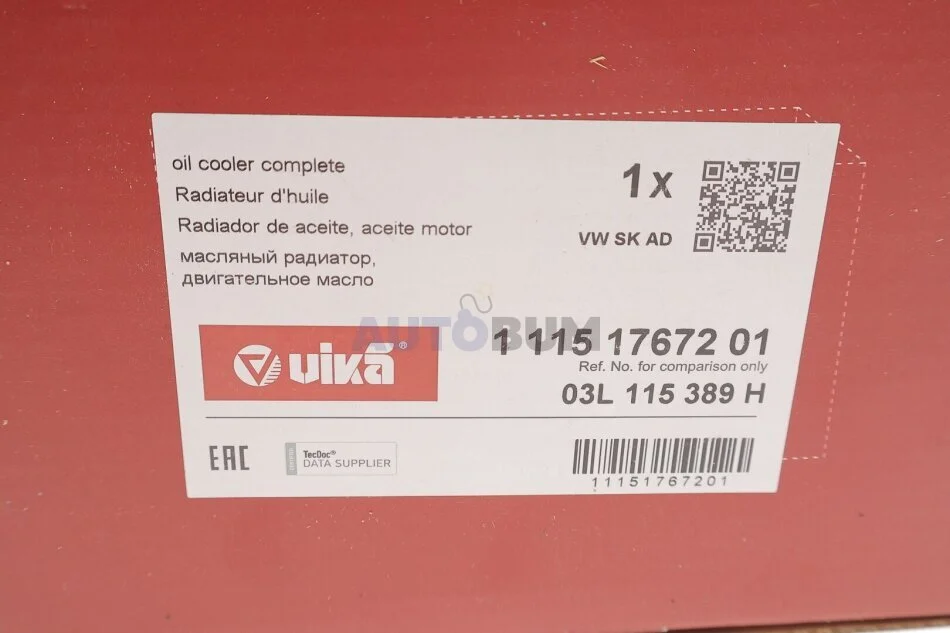 oil cooler complete
Radiateur d'huile
Radiador de aceite, aceite motor
масляный радиатор,
двигательное масло
1x
VW SK AD
AUTOBUM
vika®
1 115 17672 01
Ref. No. for comparison only
03L 115 389 H
EAC
TecDoc®
DATA SUPPLIER
11151767201